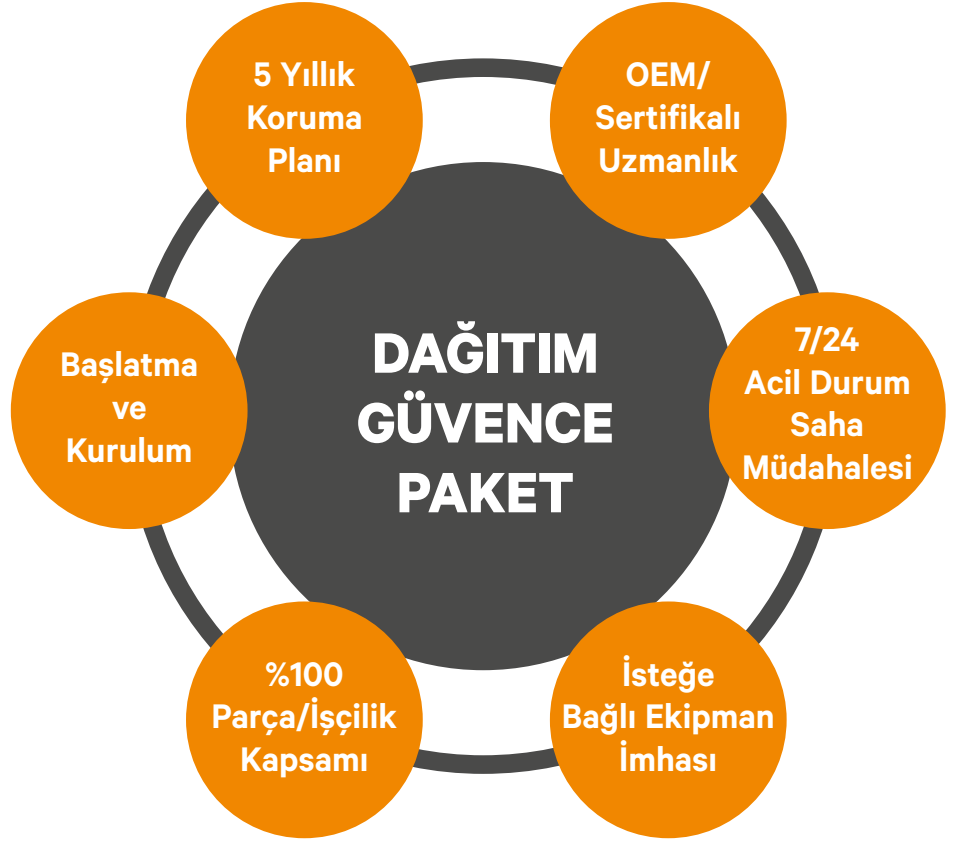 5 Yıllık
Koruma
Planı
OEM/
Sertifikalı
Uzmanlık
Başlatma
ve
Kurulum
DAĞITIM
GÜVENCE
PAKET
7/24
Acil Durum
Saha
Müdahalesi
%100
Parça/İşçilik
Kapsamı
İsteğe
Bağlı Ekipman
İmhası